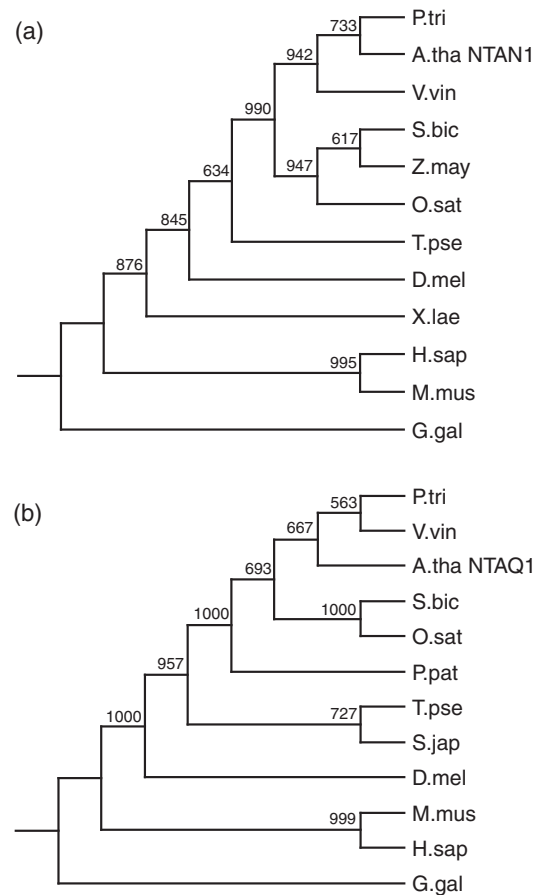 (a)
P.tri
733
A.tha NTAN1
942
V.vin
990
S.bic
617
Z.may
947
634
O.sat
845
T.pse
876
D.mel
X.lae
H.sap
995
M.mus
G.gal
(b)
P.tri
563
V.vin
667
A.tha NTAQ1
693
S.bic
1000
1000
O.sat
957
P.pat
1000
T.pse
727
S.jap
D.mel
M.mus
999
H.sap
G.gal